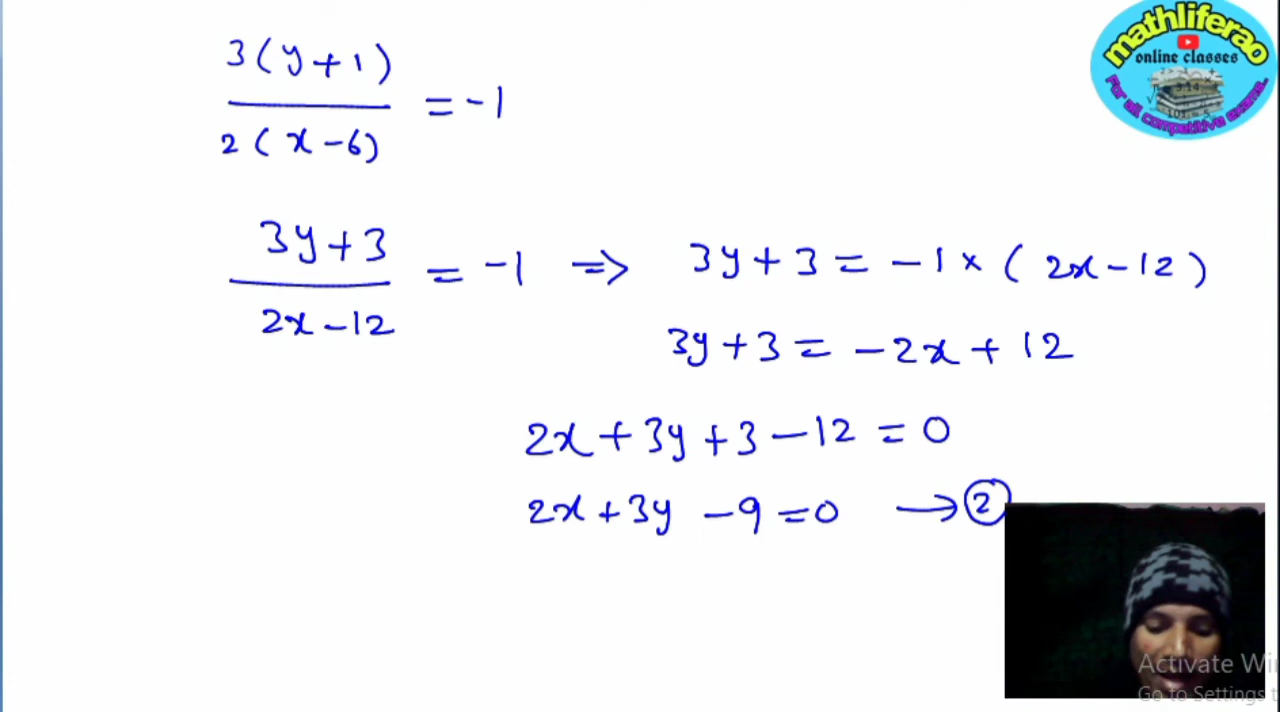 3(y+1)
2(x-6)
= -1
3y+3
2x-12
= -1 => 3y+3 = -1 × (2x-12)
3y+3 = -2x+12
2x+3y+3-12 = 0
2x+3y-9=0 → 2
mathliferao
online classes
For all competitive exams.
Activate Wi
Go to Settings t